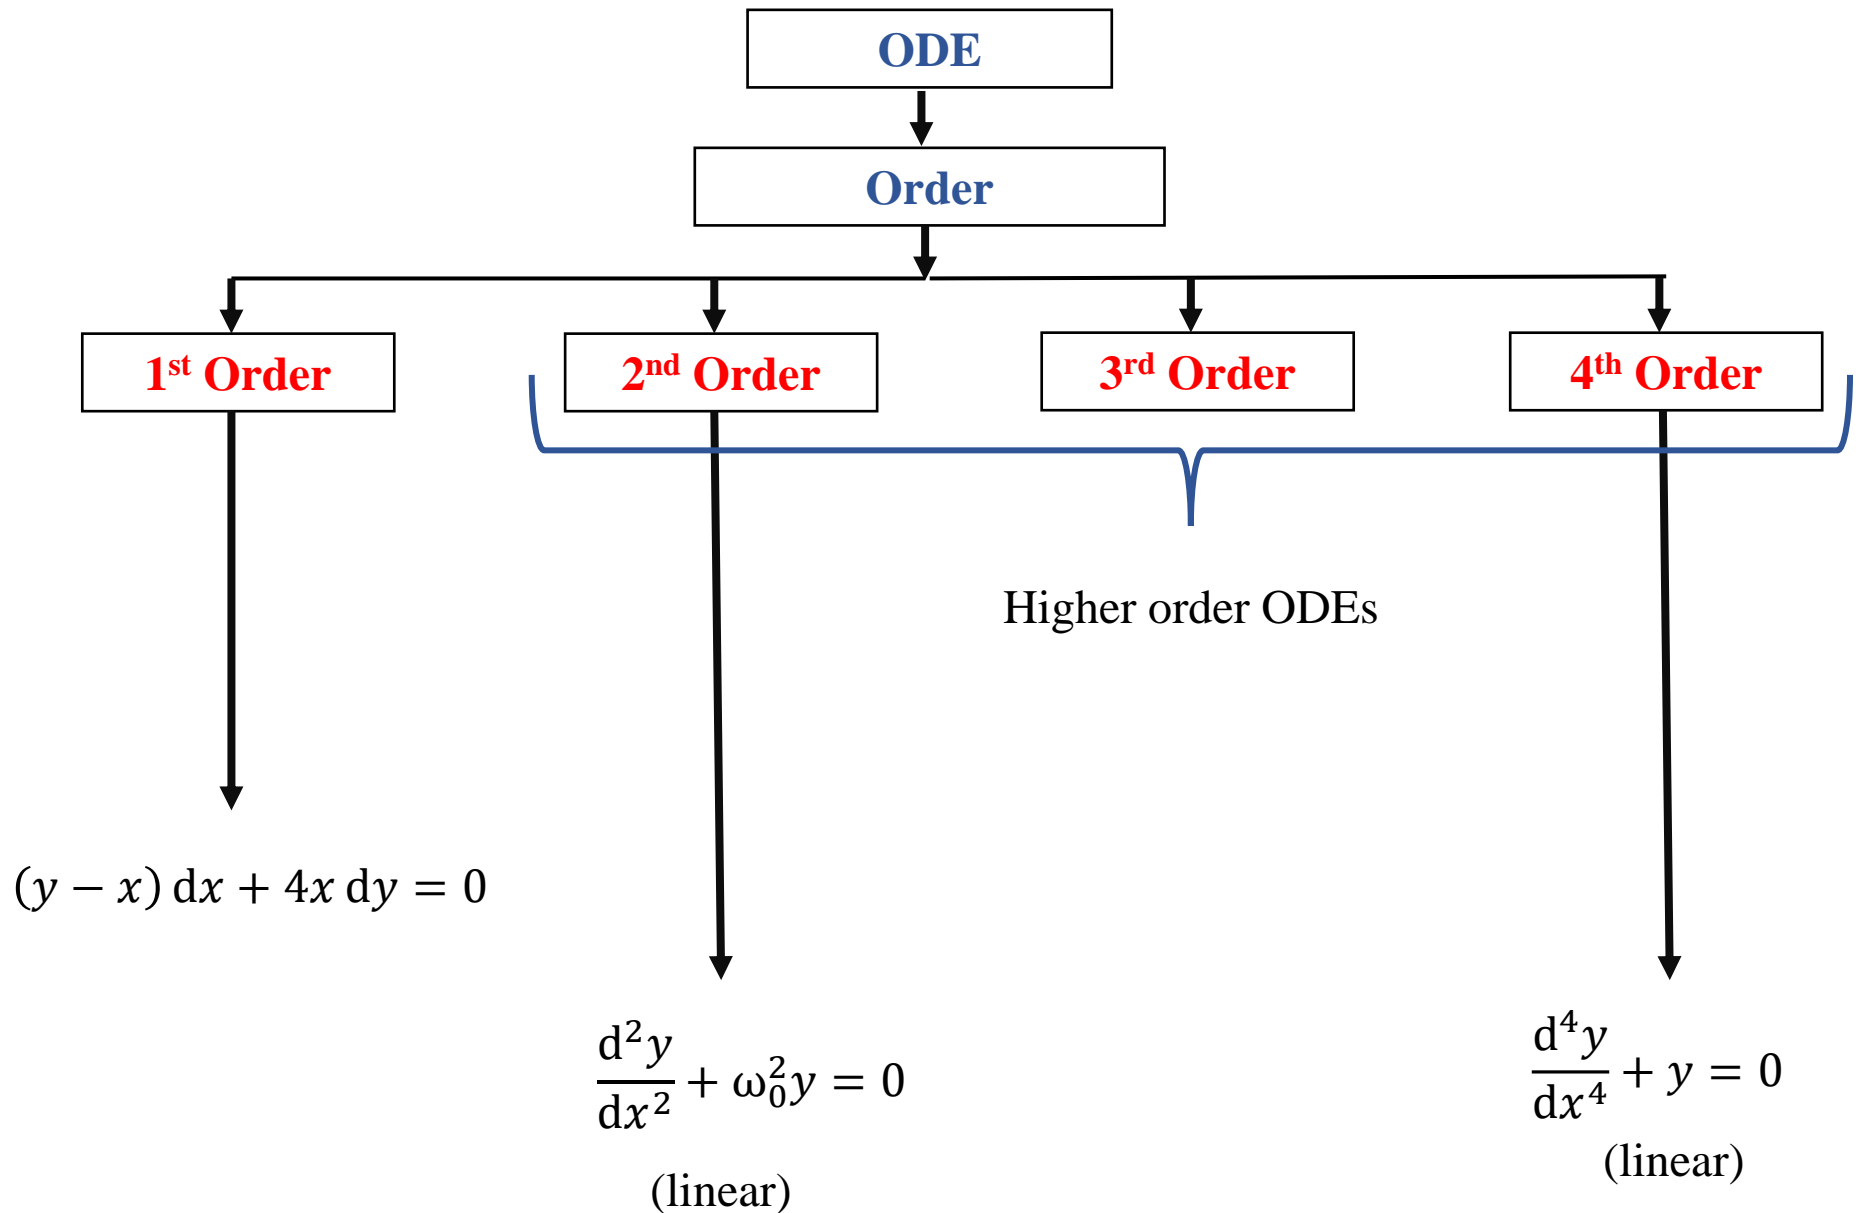 ODE
Order
1st Order
2nd Order
3rd Order
4th Order
Higher order ODEs
(y − x) dx + 4x dy = 0
d²y/dx² + ω₀²y = 0
(linear)
d⁴y/dx⁴ + y = 0
(linear)